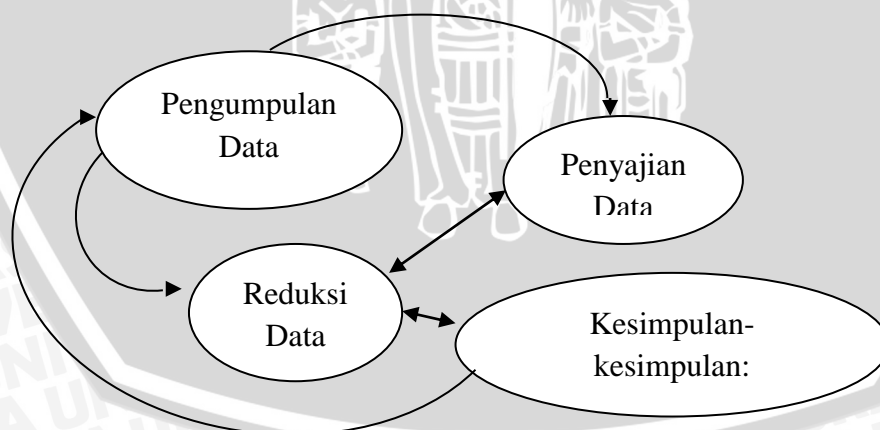 Pengumpulan
Data
Penyajian
Data
Reduksi
Data
Kesimpulan-
kesimpulan: